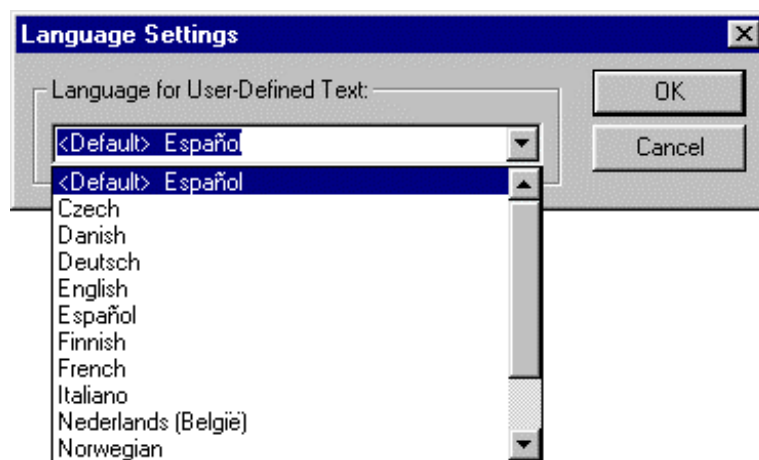 Language Settings
Language for User-Defined Text:
OK
<Default> Español
Cancel
<Default> Español
Czech
Danish
Deutsch
English
Español
Finnish
French
Italiano
Nederlands (België)
Norwegian